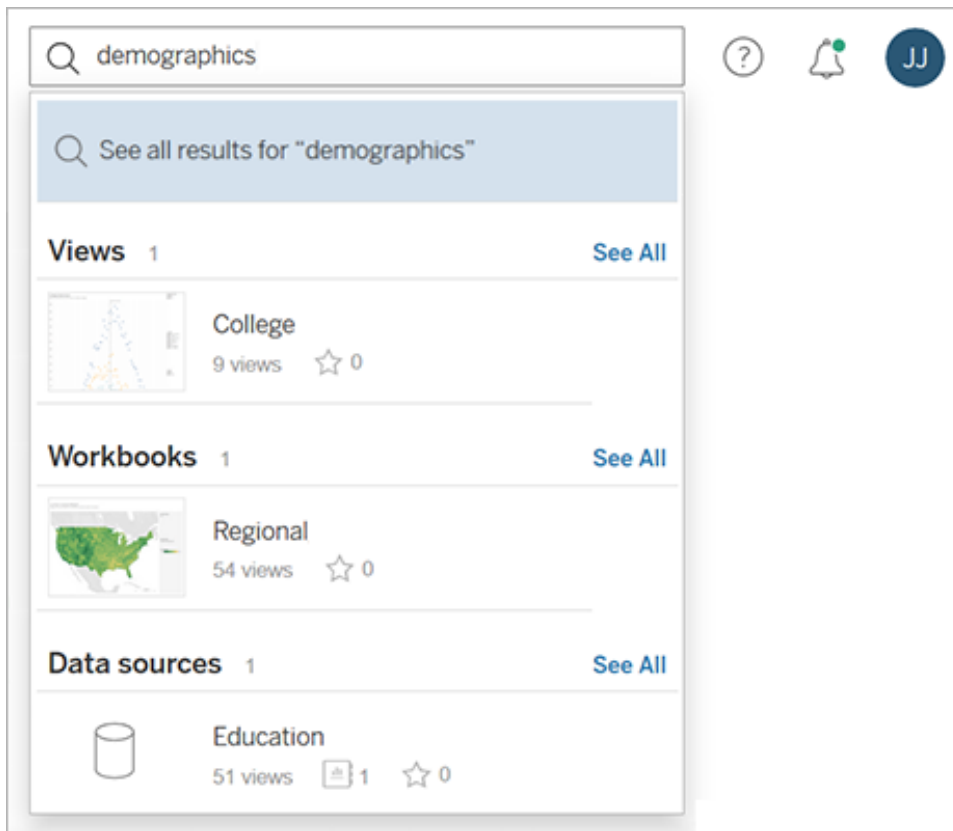 demographics
JJ
See all results for “demographics”
Views 1 See All
College
9 views 0
Workbooks 1 See All
Regional
54 views 0
Data sources 1 See All
Education
51 views 1 0